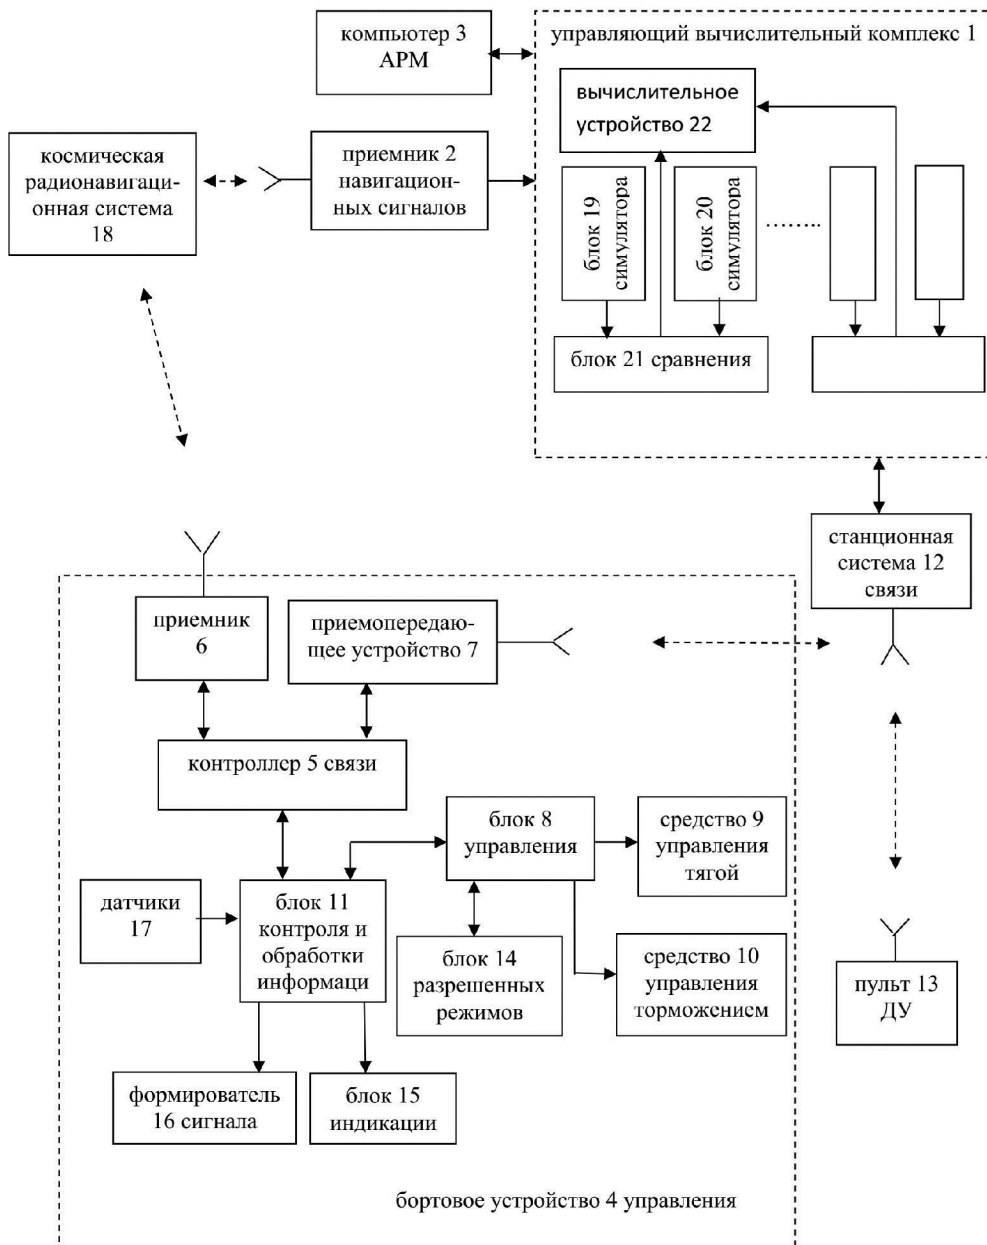 компьютер 3
АРМ
управляющий вычислительный комплекс 1
вычислительное
устройство 22
космическая
радионавигаци-
онная система
18
приемник 2
навигацион-
ных сигналов
блок 19
симулятора
блок 20
симулятора
блок 21 сравнения
станционная
система 12
связи
приемник
6
приемопередаю-
щее устройство 7
контроллер 5 связи
блок 8
управления
средство 9
управления
тягой
датчики
17
блок 11
контроля и
обработки
информаци
блок 14
разрешенных
режимов
средство 10
управления
торможением
пульт 13
ДУ
формирователь
16 сигнала
блок 15
индикации
бортовое устройство 4 управления